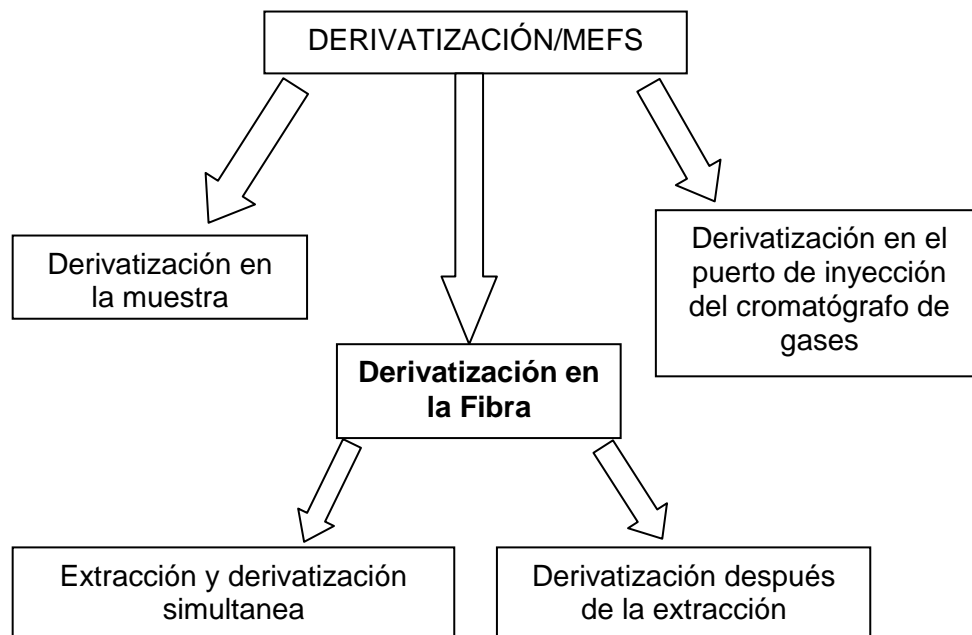 DERIVATIZACIÓN/MEFS
Derivatización en
la muestra
Derivatización en el
puerto de inyección
del cromatógrafo de
gases
Derivatización en
la Fibra
Extracción y derivatización
simultanea
Derivatización después
de la extracción